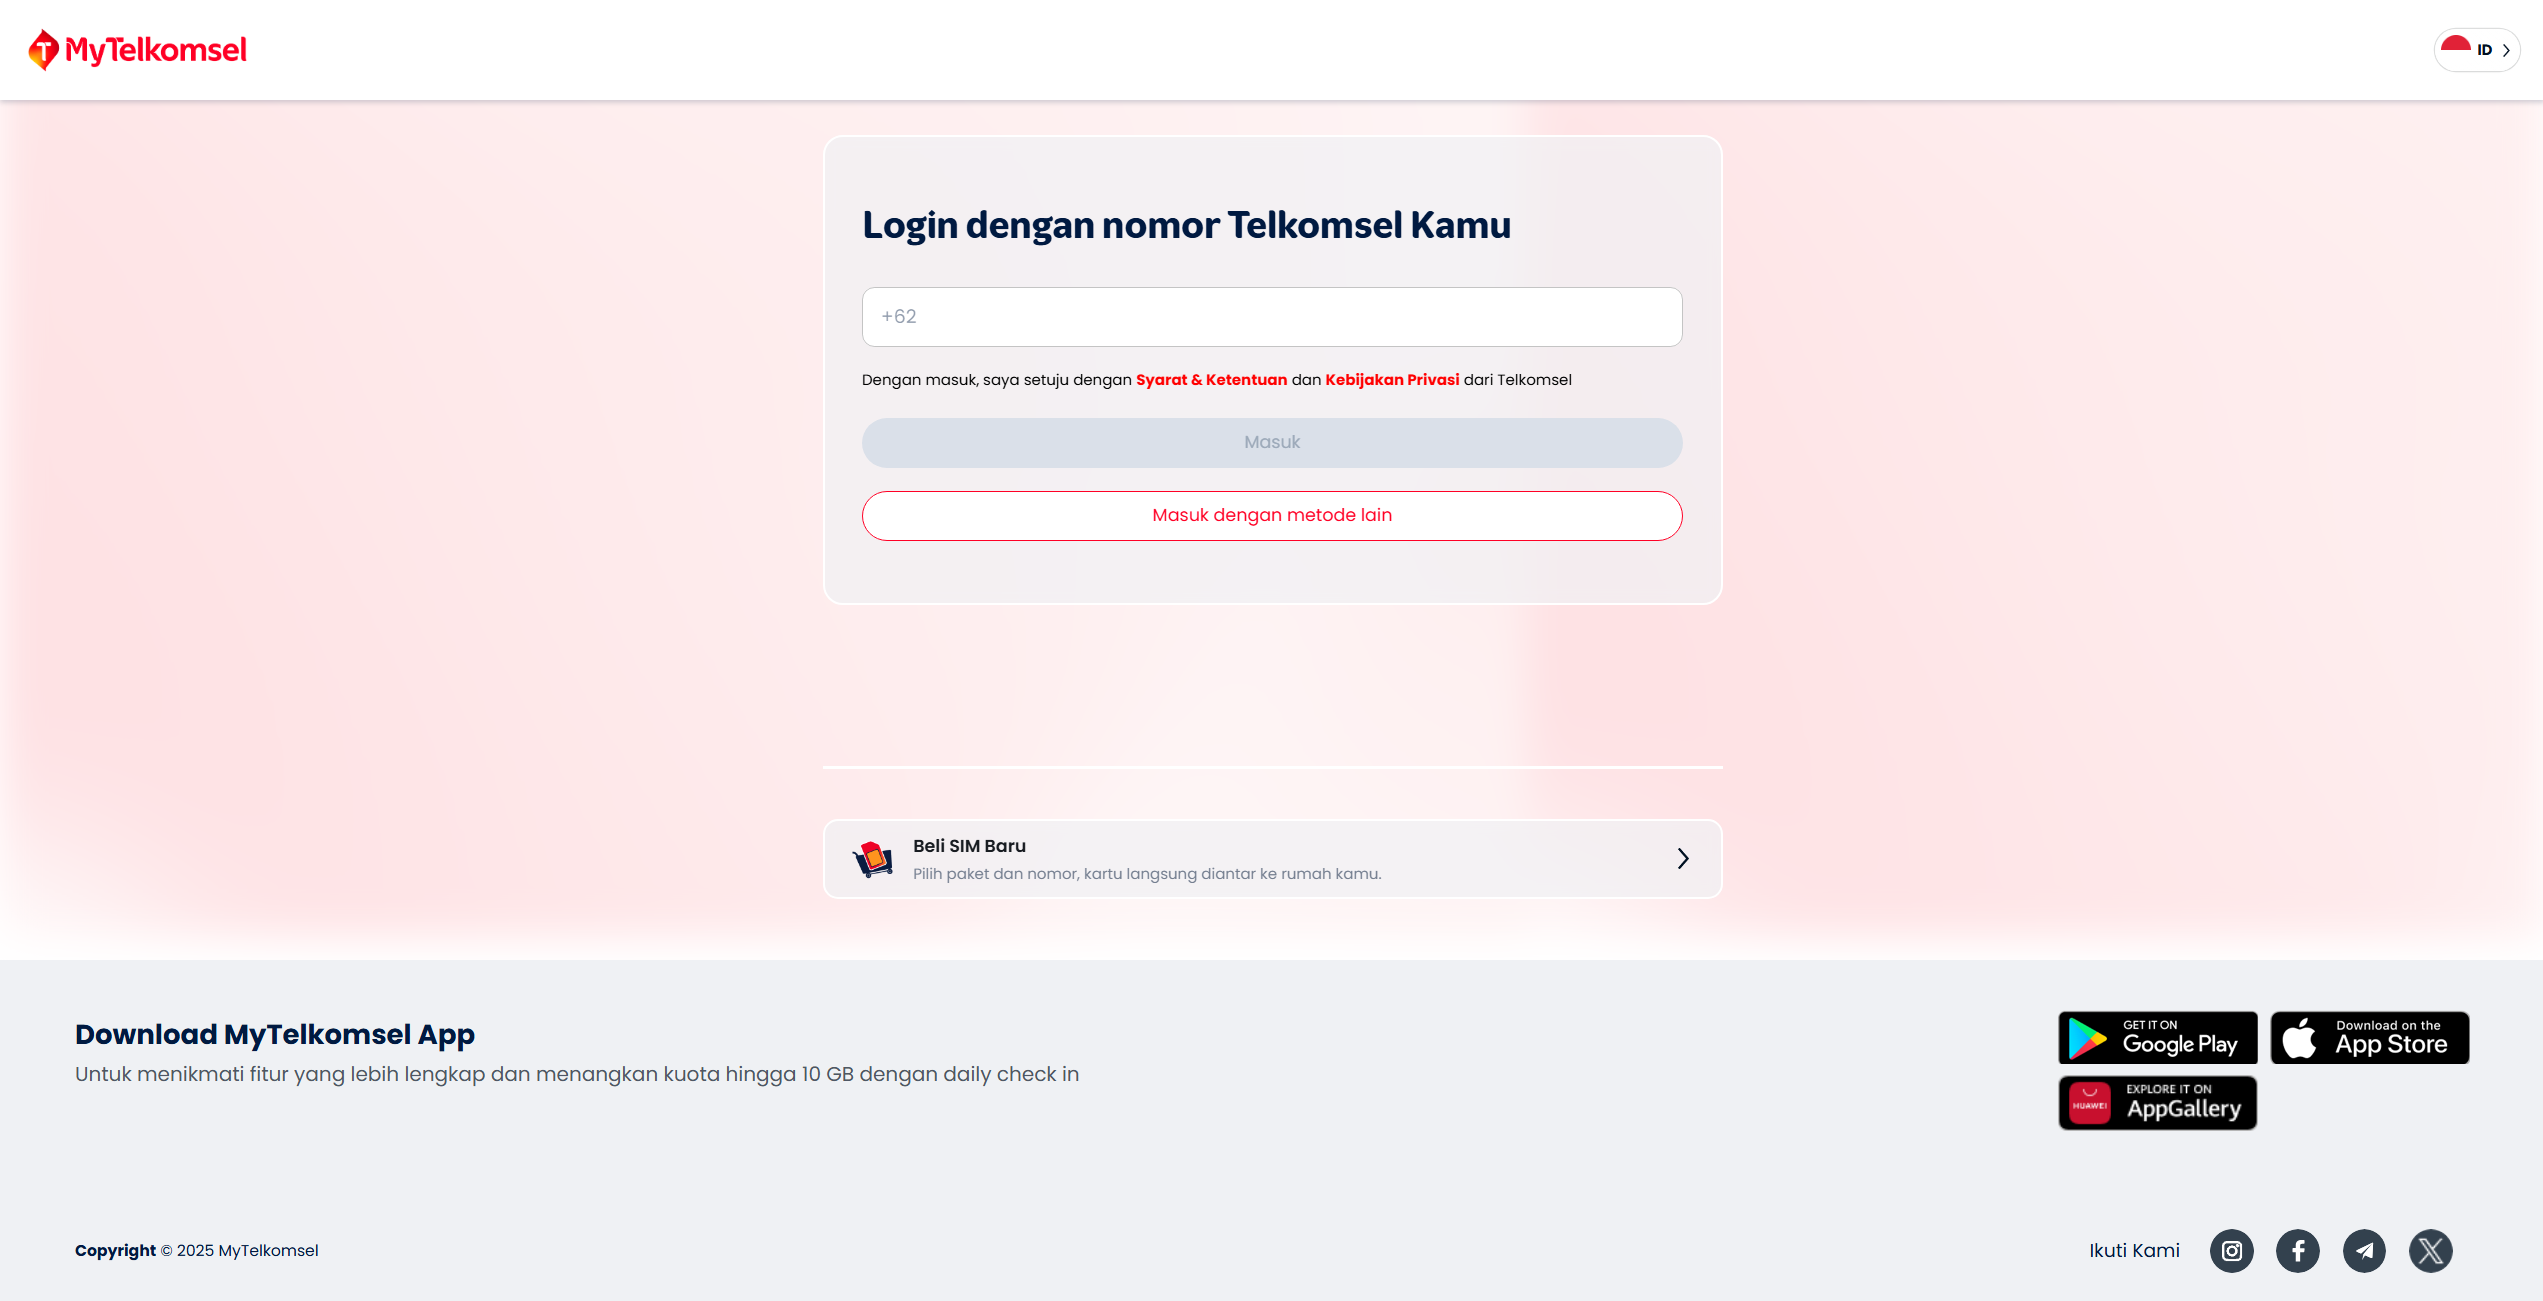 MyTelkomsel
ID
Login dengan nomor Telkomsel Kamu
+62
Dengan masuk, saya setuju dengan Syarat & Ketentuan dan Kebijakan Privasi dari Telkomsel
Masuk
Masuk dengan metode lain
Beli SIM Baru
Pilih paket dan nomor, kartu langsung diantar ke rumah kamu.
Download MyTelkomsel App
Untuk menikmati fitur yang lebih lengkap dan menangkan kuota hingga 10 GB dengan daily check in
GET IT ON
Google Play
Download on the
App Store
HUAWEI
EXPLORE IT ON
AppGallery
Copyright © 2025 MyTelkomsel
Ikuti Kami